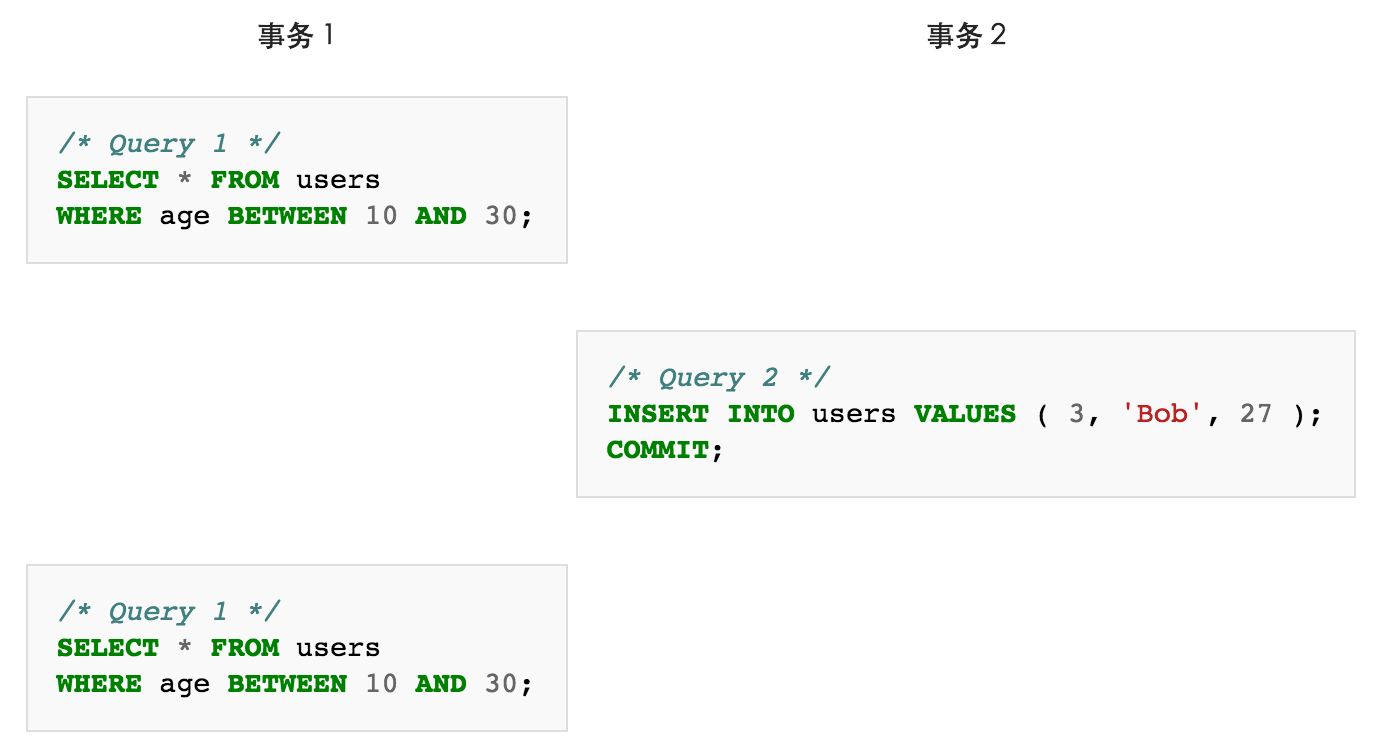 事务 1
事务 2
/* Query 1 */
SELECT * FROM users
WHERE age BETWEEN 10 AND 30;
/* Query 2 */
INSERT INTO users VALUES ( 3, 'Bob', 27 );
COMMIT;
/* Query 1 */
SELECT * FROM users
WHERE age BETWEEN 10 AND 30;